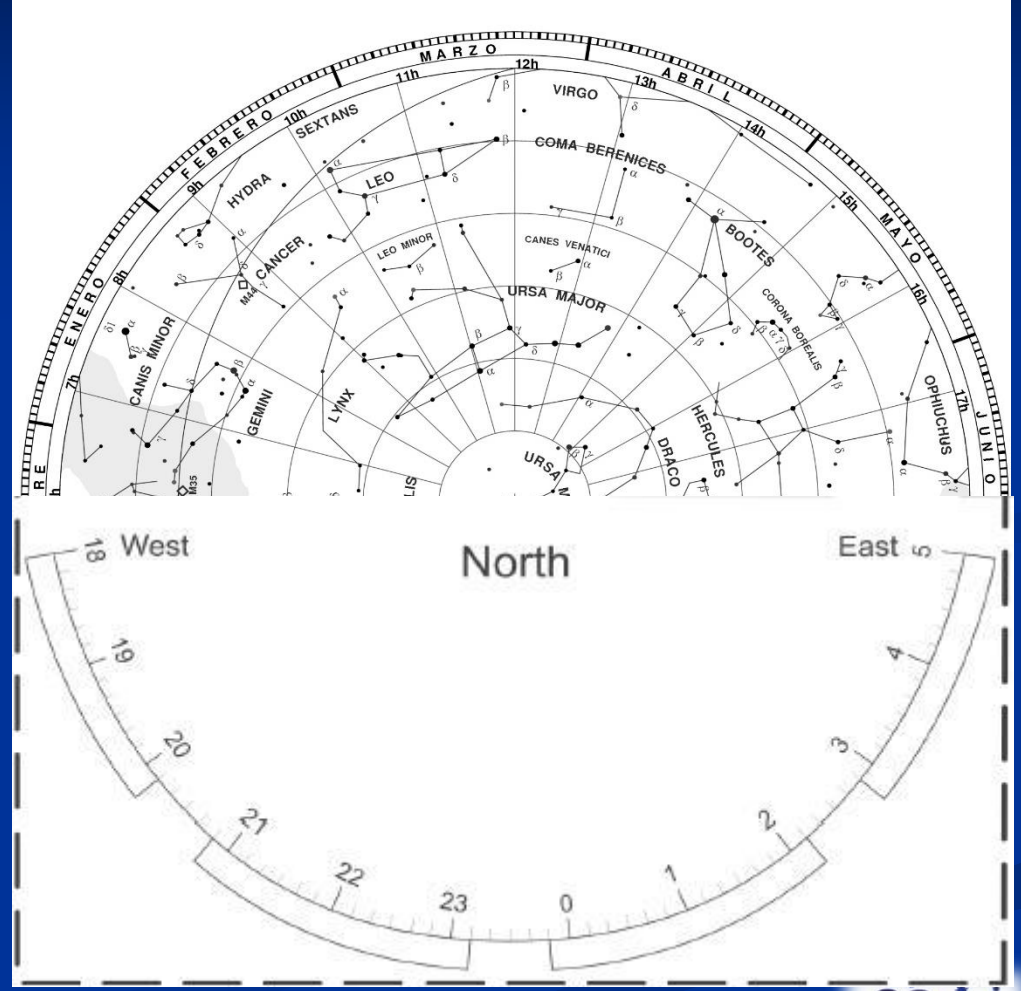 MARZO
ABRIL
FEBRERO
MAYO
ENERO
JUNIO
RE
7h
8h
9h
10h
11h
12h
13h
14h
15h
16h
17h
h
SEXTANS
VIRGO
HYDRA
LEO
COMA BERENICES
CANCER
LEO MINOR
CANES VENATICI
BOOTES
M44
URSA MAJOR
CORONA BOREALIS
CANIS MINOR
GEMINI
LYNX
HERCULES
OPHIUCHUS
DRACO
URSA M
LIS
M35
18 West North East 5
19 4
20 3
21 2
22 1
23 0